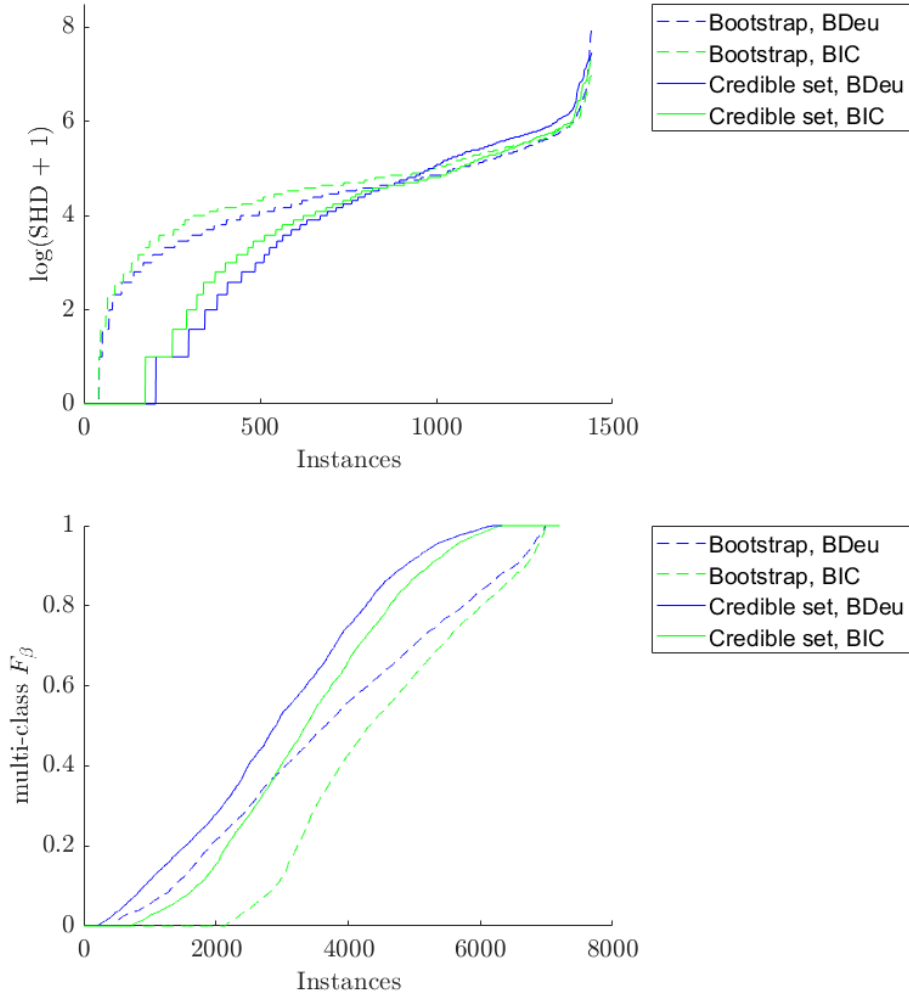 8
6
4
2
0
0
500
1000
1500
log(SHD + 1)
Instances
Bootstrap, BDeu
Bootstrap, BIC
Credible set, BDeu
Credible set, BIC
1
0.8
0.6
0.4
0.2
0
0
2000
4000
6000
8000
multi-class Fβ
Instances
Bootstrap, BDeu
Bootstrap, BIC
Credible set, BDeu
Credible set, BIC